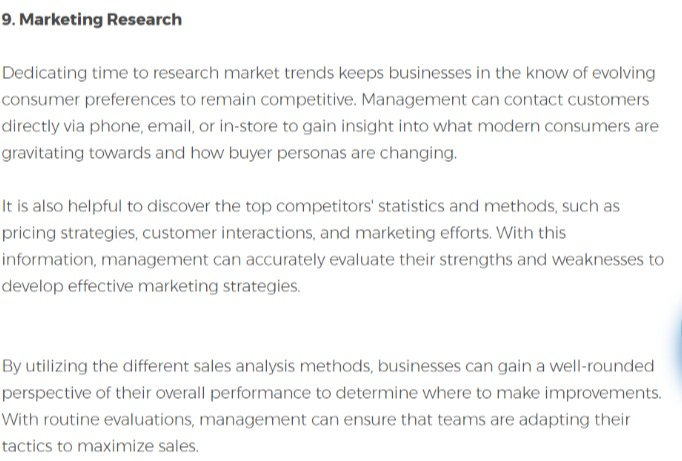 9. Marketing Research
Dedicating time to research market trends keeps businesses in the know of evolving
consumer preferences to remain competitive. Management can contact customers
directly via phone, email, or in-store to gain insight into what modern consumers are
gravitating towards and how buyer personas are changing.
It is also helpful to discover the top competitors' statistics and methods, such as
pricing strategies, customer interactions, and marketing efforts. With this
information, management can accurately evaluate their strengths and weaknesses to
develop effective marketing strategies.
By utilizing the different sales analysis methods, businesses can gain a well-rounded
perspective of their overall performance to determine where to make improvements.
With routine evaluations, management can ensure that teams are adapting their
tactics to maximize sales.